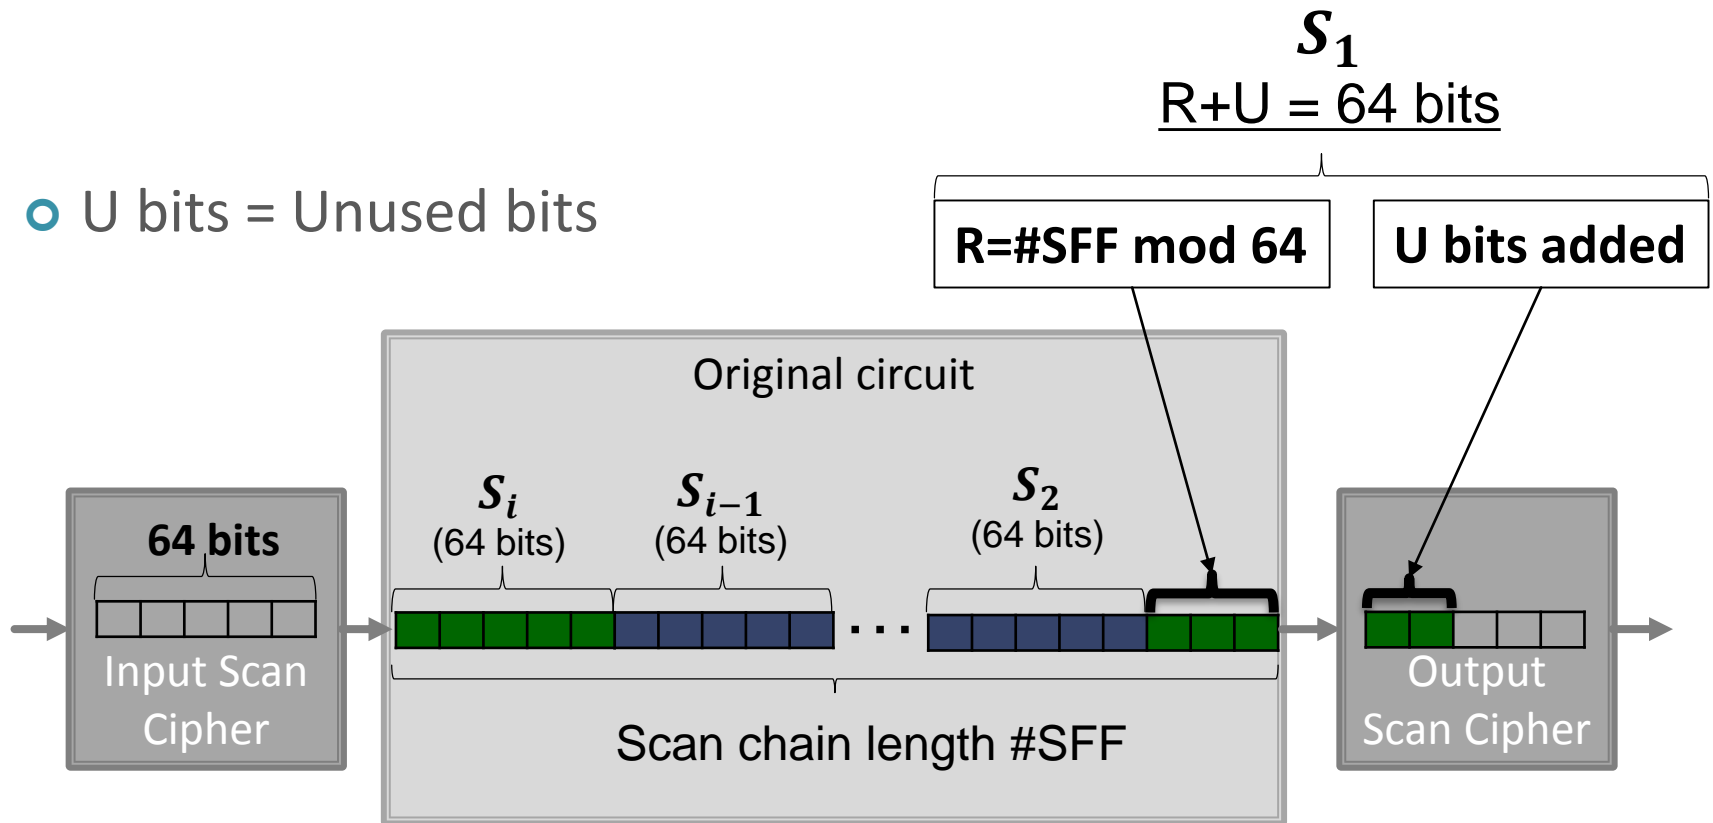 S₁
R+U = 64 bits
U bits = Unused bits
R=#SFF mod 64
U bits added
Original circuit
Sᵢ
(64 bits)
Sᵢ₋₁
(64 bits)
S₂
(64 bits)
64 bits
...
Input Scan
Cipher
Output
Scan Cipher
Scan chain length #SFF